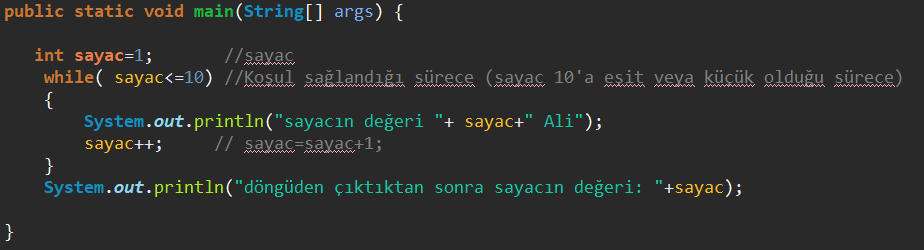 public static void main(String[] args) {
int sayac=1; //sayac
while( sayac<=10) //Koşul sağlandığı sürece (sayac 10'a eşit veya küçük olduğu sürece)
{
System.out.println("sayacın değeri "+ sayac+" Ali");
sayac++; // sayac=sayac+1;
}
System.out.println("döngüden çıktıktan sonra sayacın değeri: "+sayac);
}